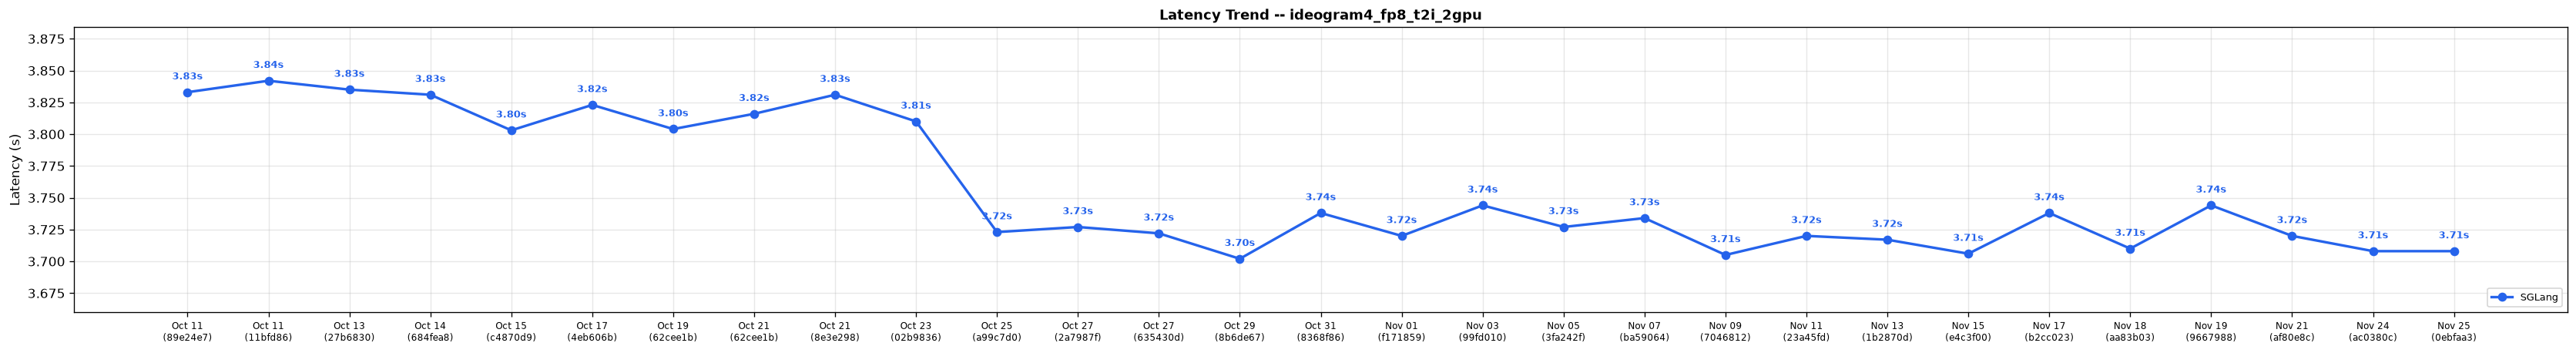 Latency Trend -- ideogram4_fp8_t2i_2gpu
Latency (s)
3.875
3.850
3.825
3.800
3.775
3.750
3.725
3.700
3.675
3.83s
3.84s
3.83s
3.83s
3.80s
3.82s
3.80s
3.82s
3.83s
3.81s
3.72s
3.73s
3.72s
3.70s
3.74s
3.72s
3.74s
3.73s
3.73s
3.71s
3.72s
3.72s
3.71s
3.74s
3.71s
3.74s
3.72s
3.71s
3.71s
SGLang
Oct 11
(89e24e7)
Oct 11
(11bfd86)
Oct 13
(27b6830)
Oct 14
(684fea8)
Oct 15
(c4870d9)
Oct 17
(4eb606b)
Oct 19
(62cee1b)
Oct 21
(62cee1b)
Oct 21
(8e3e298)
Oct 23
(02b9836)
Oct 25
(a99c7d0)
Oct 27
(2a7987f)
Oct 27
(635430d)
Oct 29
(8b6de67)
Oct 31
(8368f86)
Nov 01
(f171859)
Nov 03
(99fd010)
Nov 05
(3fa242f)
Nov 07
(ba59064)
Nov 09
(7046812)
Nov 11
(23a45fd)
Nov 13
(1b2870d)
Nov 15
(e4c3f00)
Nov 17
(b2cc023)
Nov 18
(aa83b03)
Nov 19
(9667988)
Nov 21
(af80e8c)
Nov 24
(ac0380c)
Nov 25
(0ebfaa3)